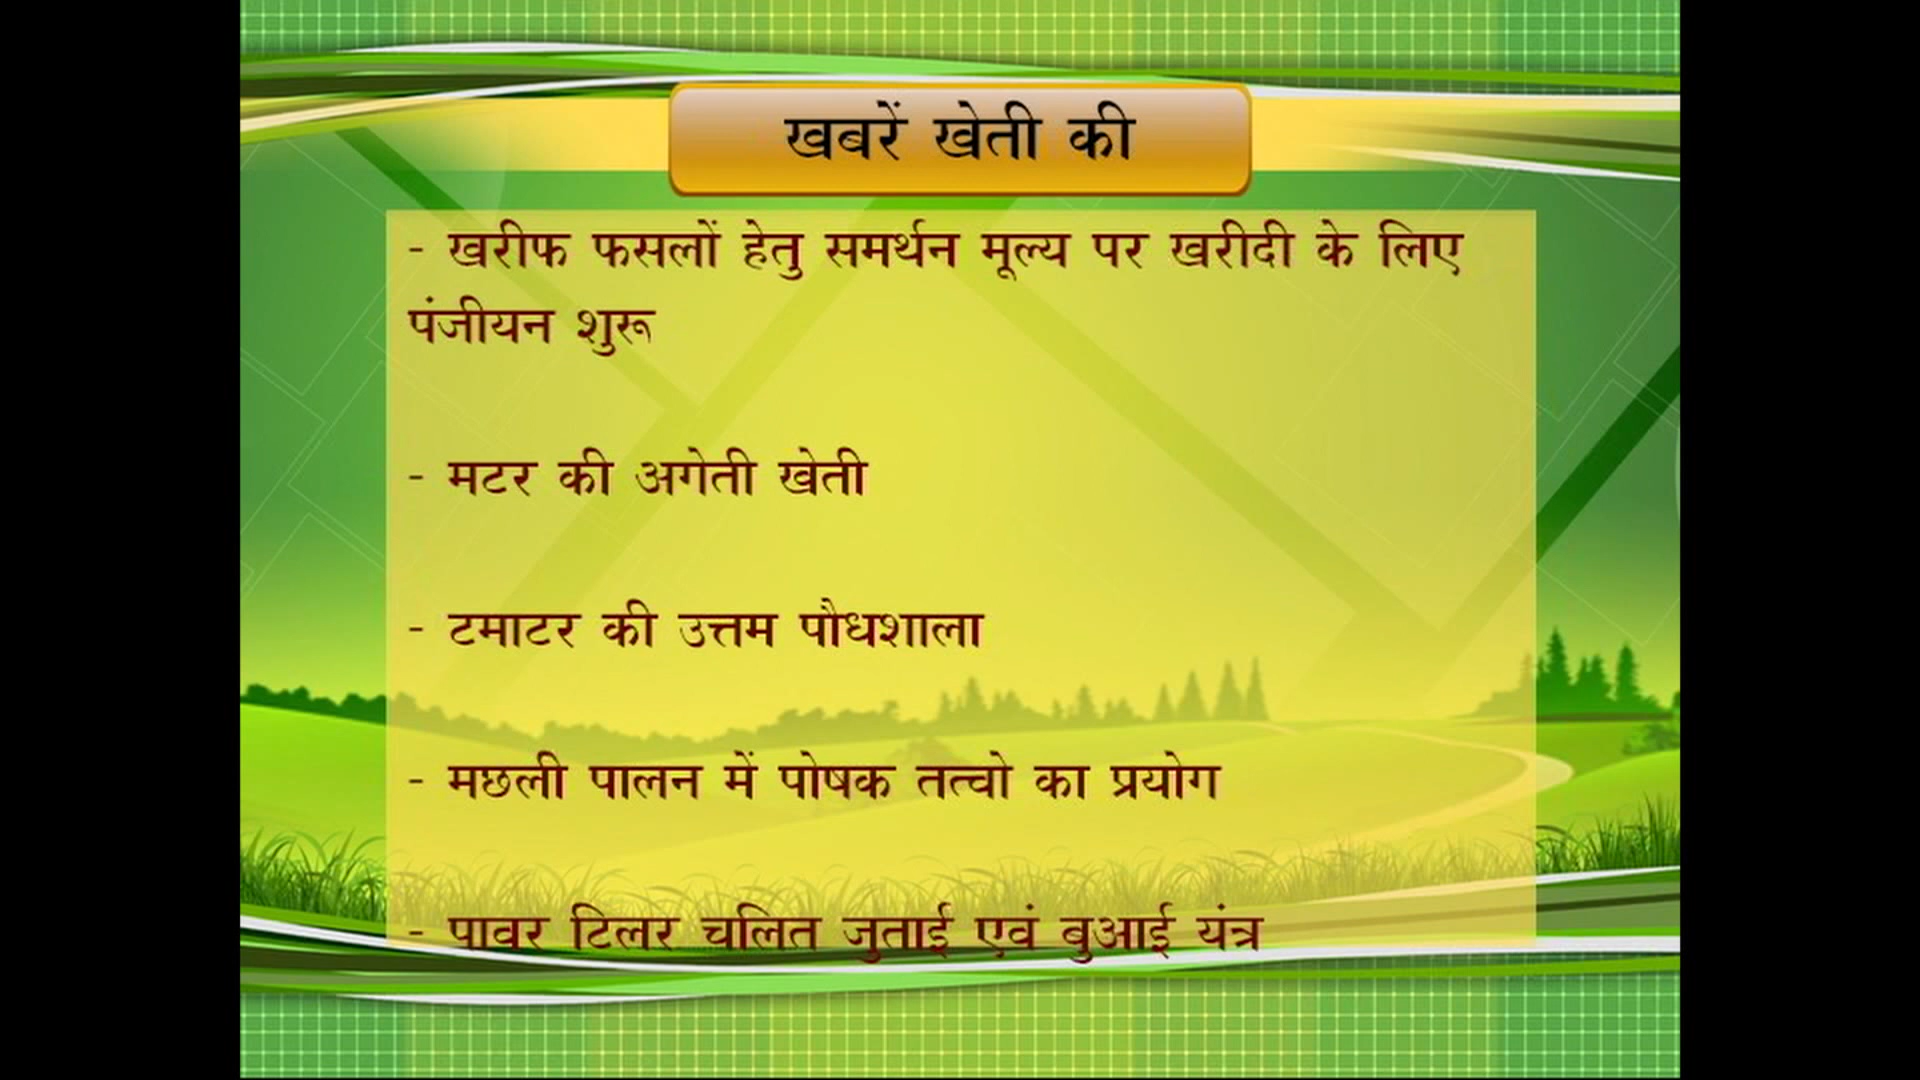 खबरें खेती की
- खरीफ फसलों हेतु समर्थन मूल्य पर खरीदी के लिए
पंजीयन शुरू
- मटर की अगेती खेती
- टमाटर की उत्तम पौधशाला
- मछली पालन में पोषक तत्वो का प्रयोग
- पावर टिलर चलित जुताई एवं बुआई यंत्र